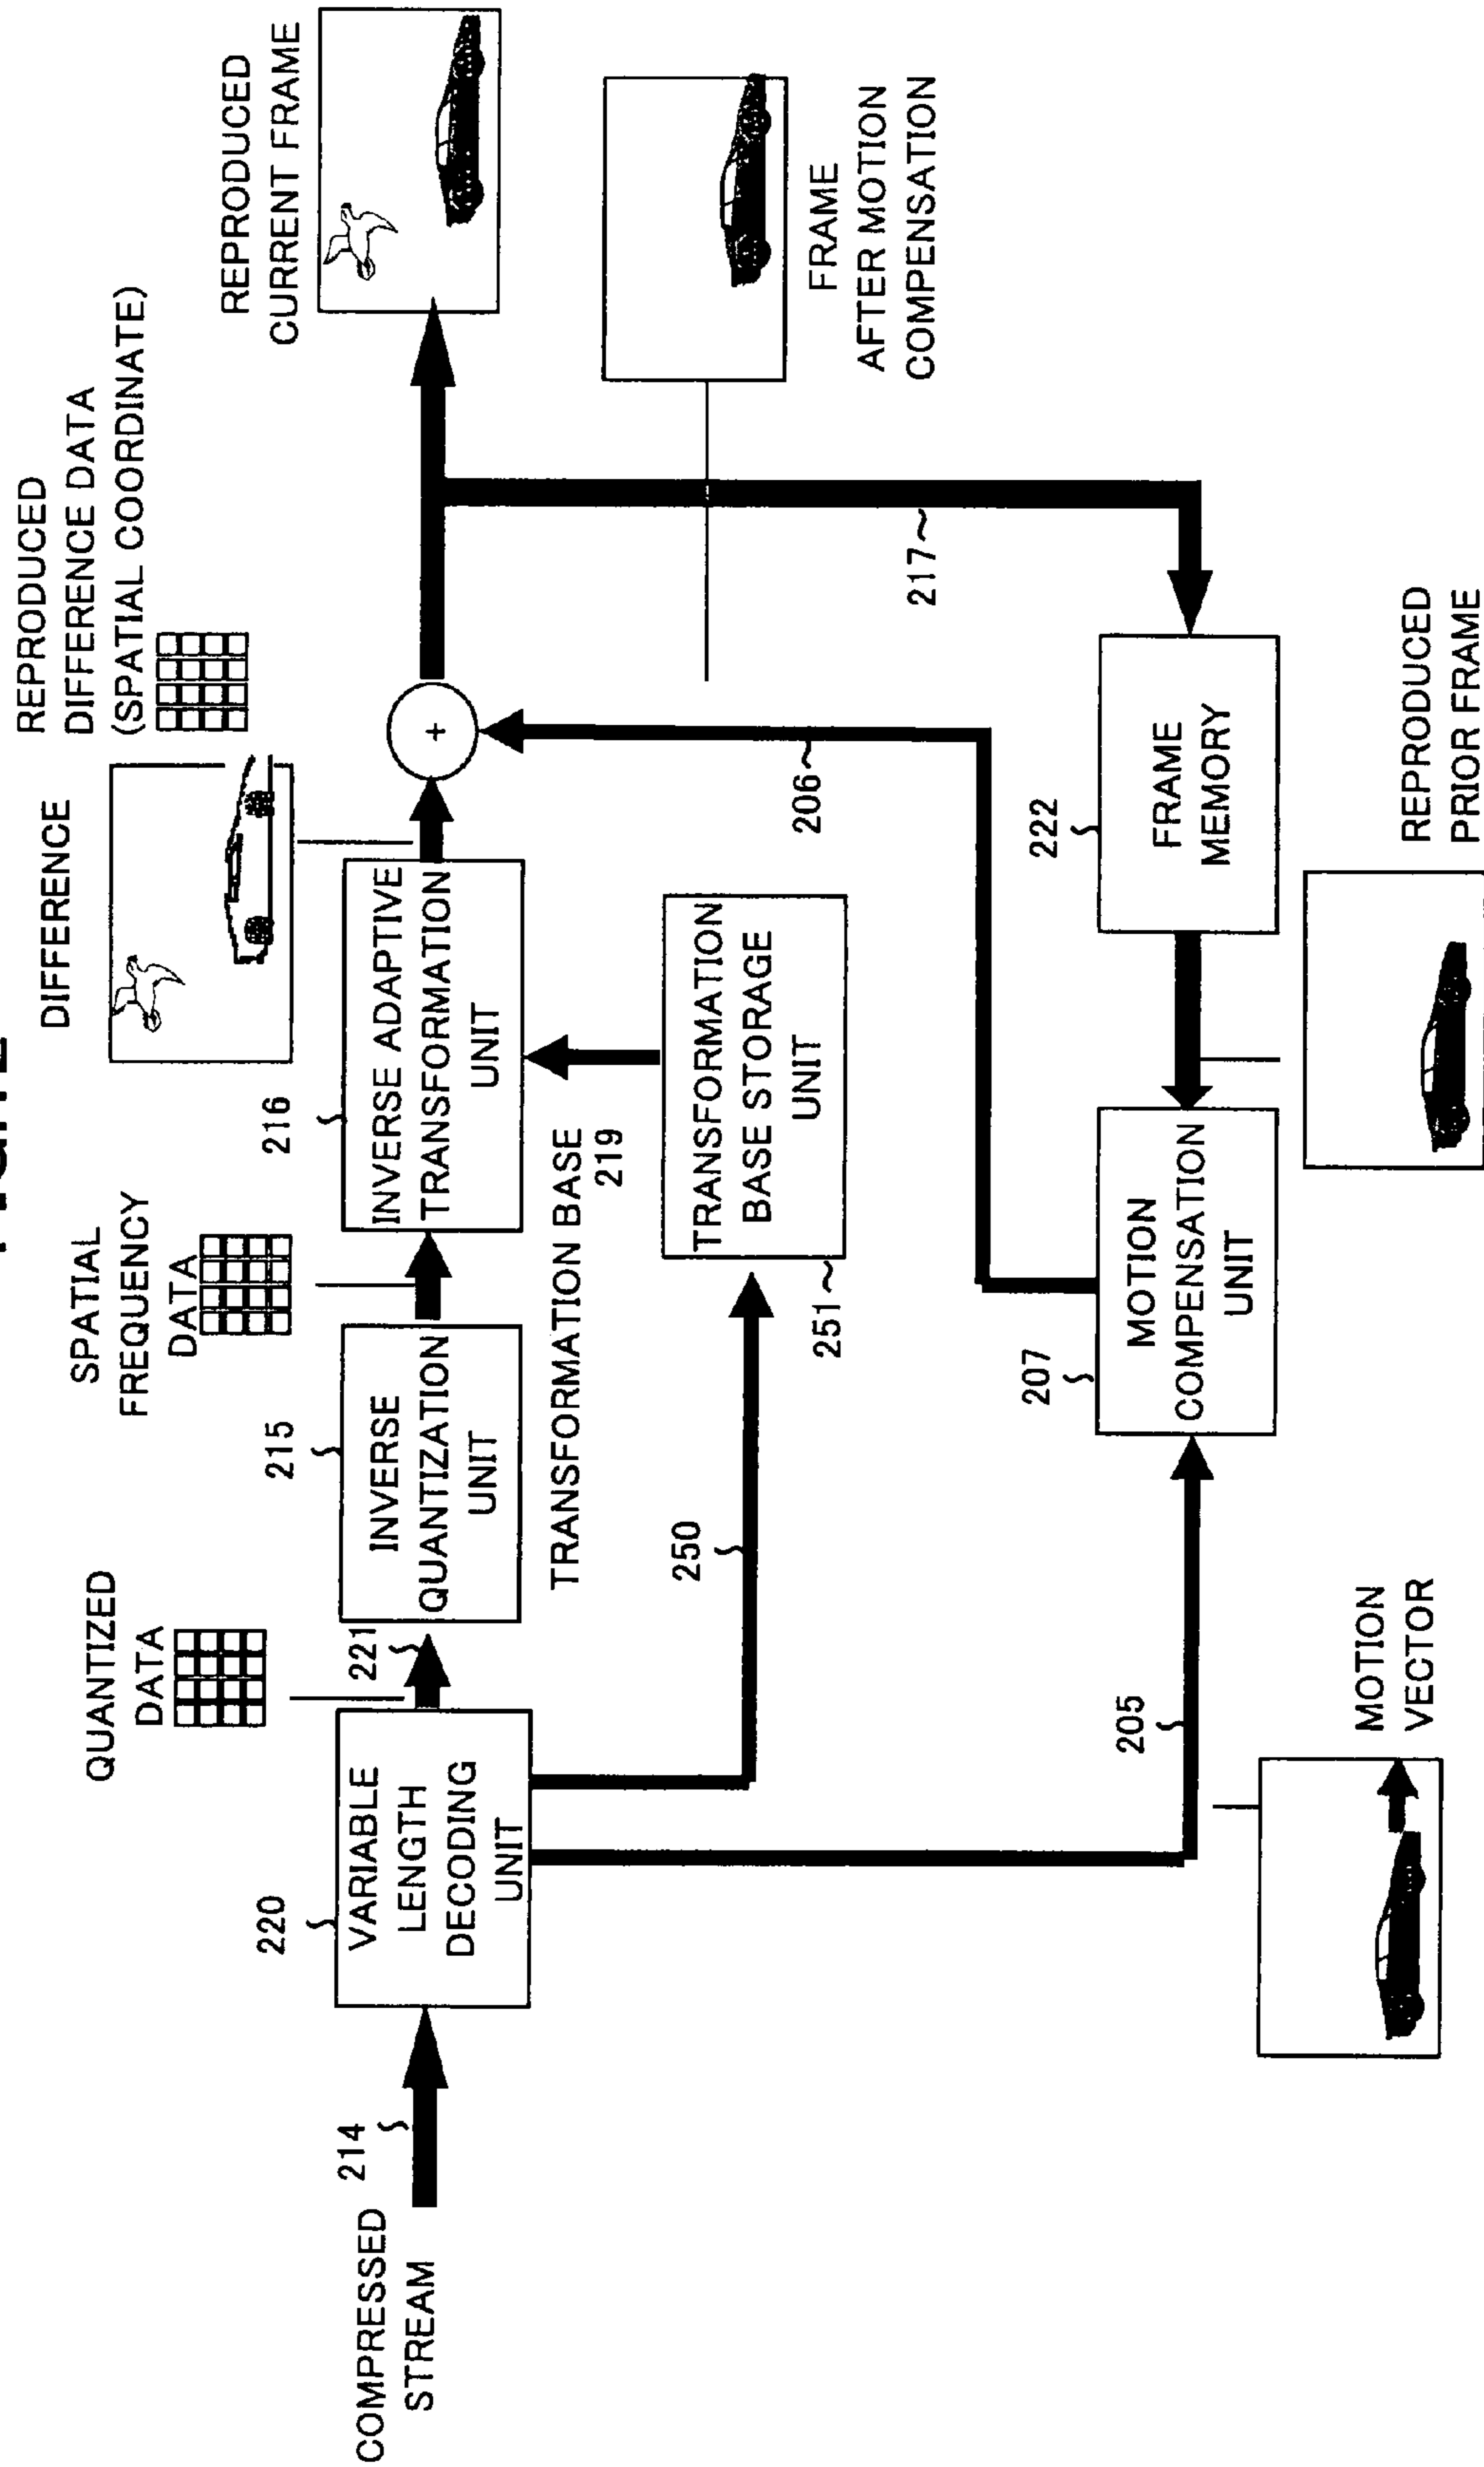 REPRODUCED
DIFFERENCE DATA
(SPATIAL COORDINATE)
REPRODUCED
CURRENT FRAME
DIFFERENCE
SPATIAL
FREQUENCY
DATA
QUANTIZED
DATA
COMPRESSED
STREAM
214
220
VARIABLE
LENGTH
DECODING
UNIT
221
215
INVERSE
QUANTIZATION
UNIT
216
INVERSE ADAPTIVE
TRANSFORMATION
UNIT
+
FRAME
AFTER MOTION
COMPENSATION
TRANSFORMATION BASE
219
250
251
TRANSFORMATION
BASE STORAGE
UNIT
206
217
205
207
MOTION
COMPENSATION
UNIT
222
FRAME
MEMORY
MOTION
VECTOR
REPRODUCED
PRIOR FRAME